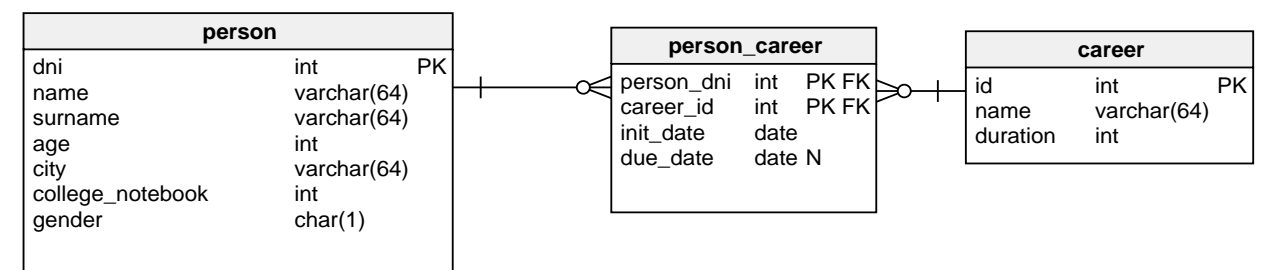 person
dni int PK
name varchar(64)
surname varchar(64)
age int
city varchar(64)
college_notebook int
gender char(1)
person_career
person_dni int PK FK
career_id int PK FK
init_date date
due_date date N
career
id int PK
name varchar(64)
duration int